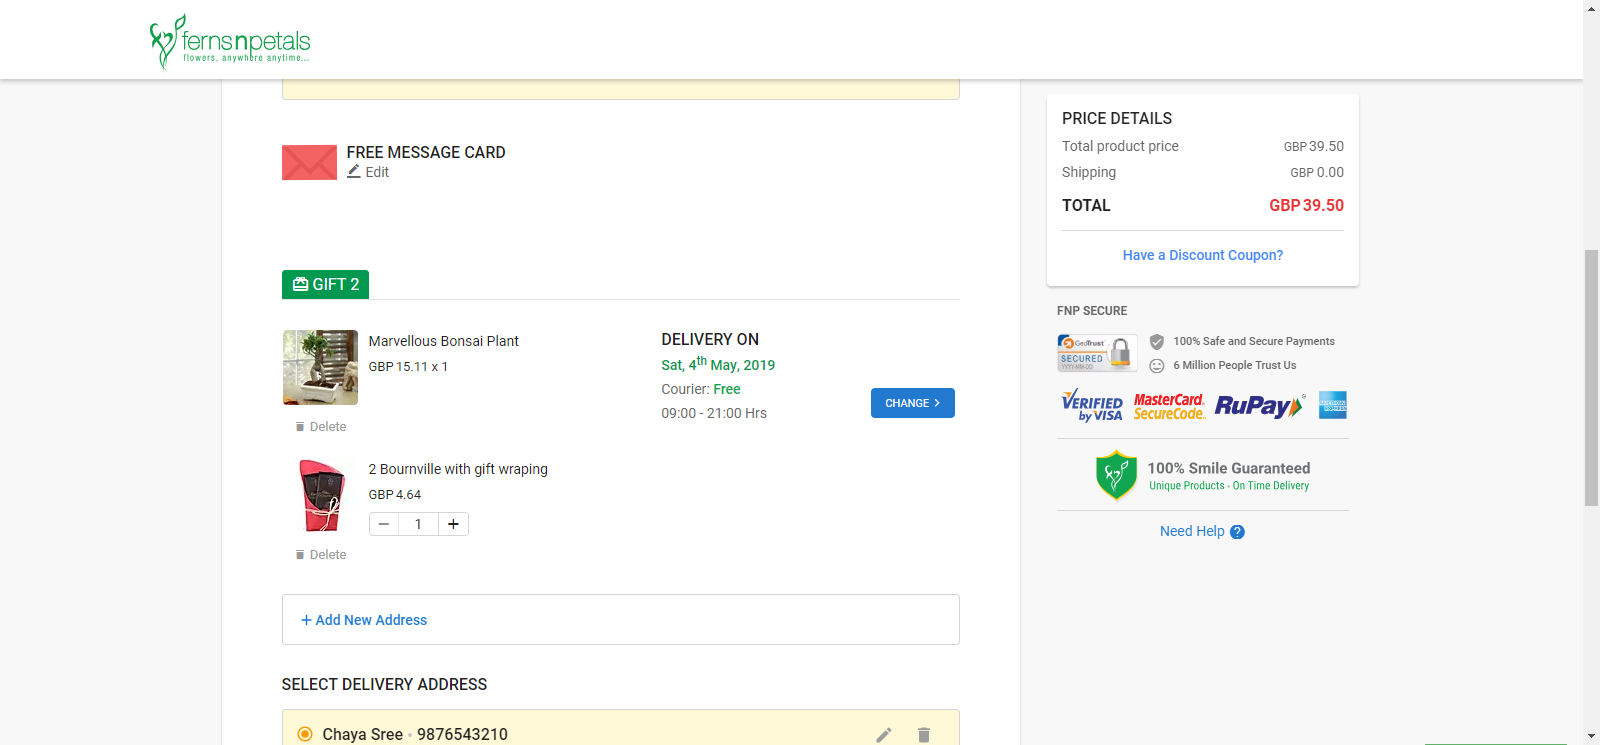 fernsnpetals
flowers, anywhere anytime...
FREE MESSAGE CARD
Edit
GIFT 2
Marvellous Bonsai Plant
GBP 15.11 x 1
Delete
DELIVERY ON
Sat, 4th May, 2019
Courier: Free
09:00 - 21:00 Hrs
CHANGE
2 Bournville with gift wraping
GBP 4.64
1
Delete
+ Add New Address
SELECT DELIVERY ADDRESS
Chaya Sree • 9876543210
PRICE DETAILS
Total product price GBP 39.50
Shipping GBP 0.00
TOTAL GBP 39.50
Have a Discount Coupon?
FNP SECURE
GeoTrust
SECURED
YYYY-MM-DD
100% Safe and Secure Payments
6 Million People Trust Us
VERIFIED
by VISA
MasterCard
SecureCode
RuPay
100% Smile Guaranteed
Unique Products • On Time Delivery
Need Help ?